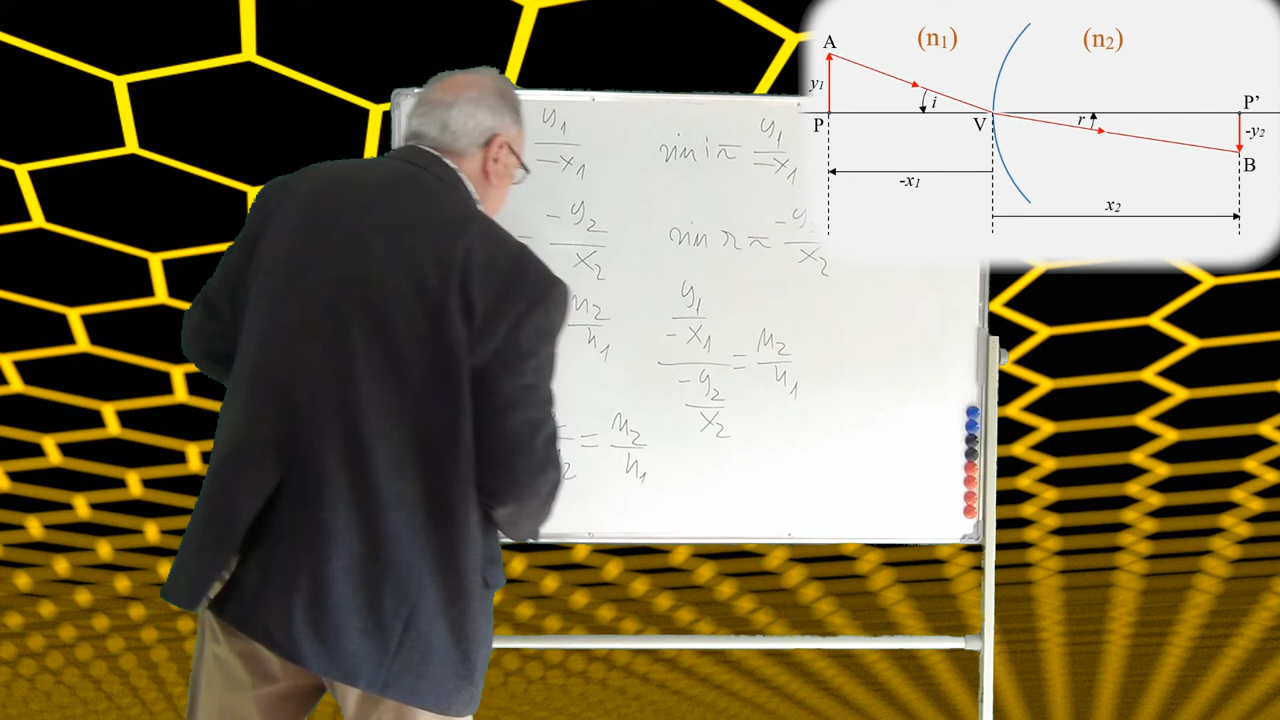 y₁/-x₁ sin i ≈ y₁/-x₁
-y₂/x₂ sin r ≈ -y₂/x₂
n₂/n₁ (y₁/-x₁)/(-y₂/x₂) = n₂/n₁
= n₂/n₁
(n₁) (n₂)
A
y₁ i
P V r P'
-y₂
B
-x₁
x₂